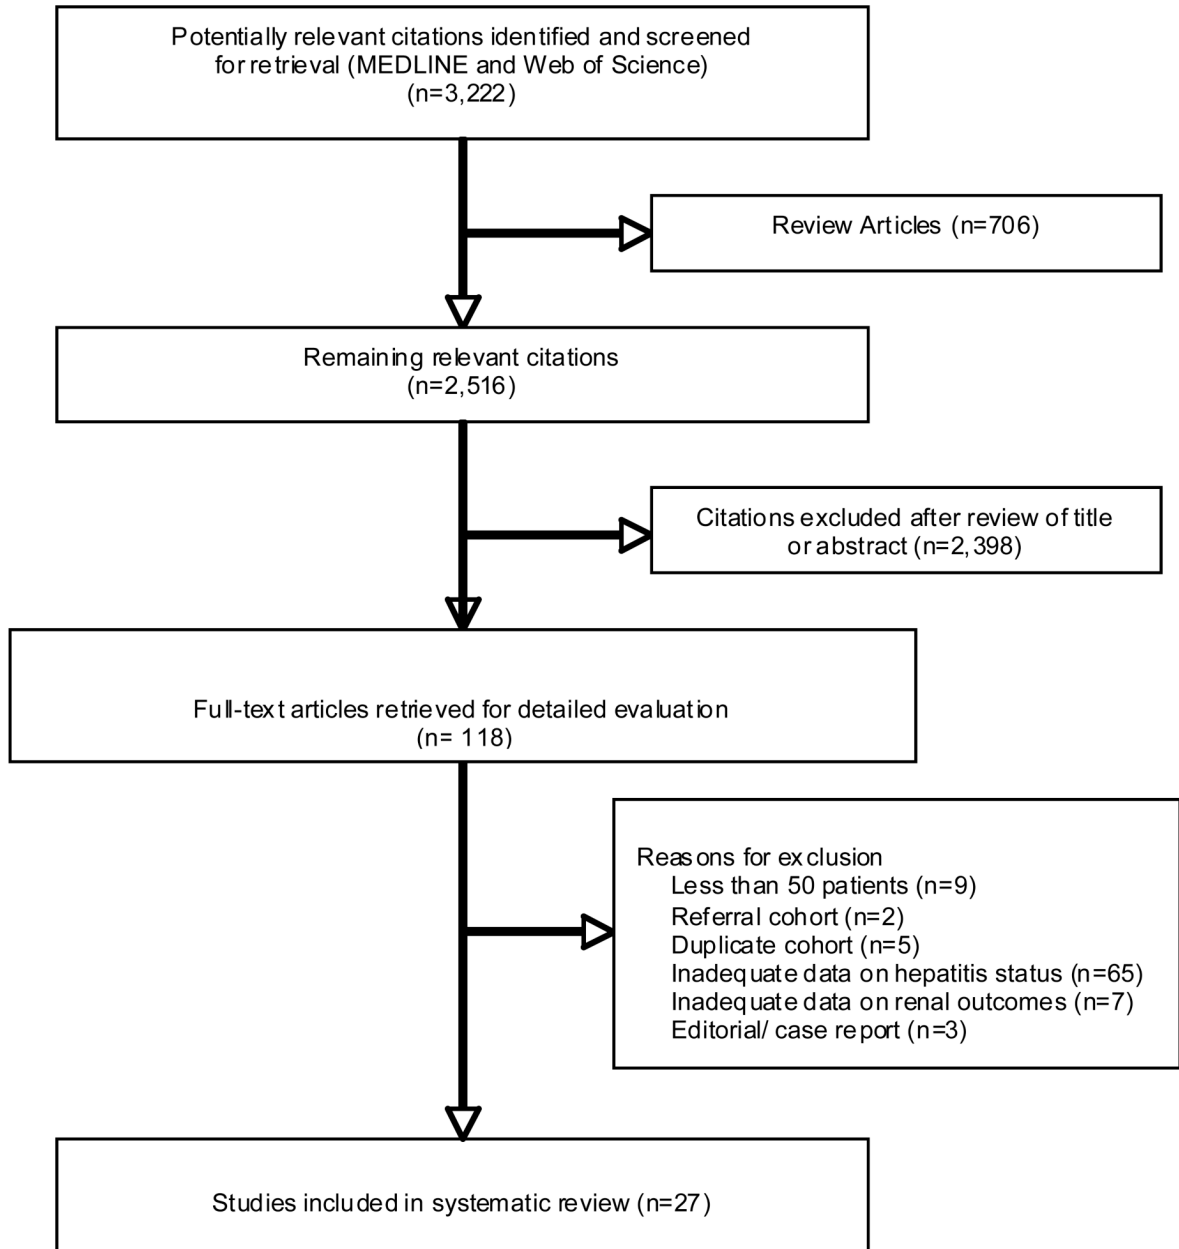 Potentially relevant citations identified and screened
for retrieval (MEDLINE and Web of Science)
(n=3,222)
Review Articles (n=706)
Remaining relevant citations
(n=2,516)
Citations excluded after review of title
or abstract (n=2,398)
Full-text articles retrieved for detailed evaluation
(n= 118)
Reasons for exclusion
Less than 50 patients (n=9)
Referral cohort (n=2)
Duplicate cohort (n=5)
Inadequate data on hepatitis status (n=65)
Inadequate data on renal outcomes (n=7)
Editorial/ case report (n=3)
Studies included in systematic review (n=27)